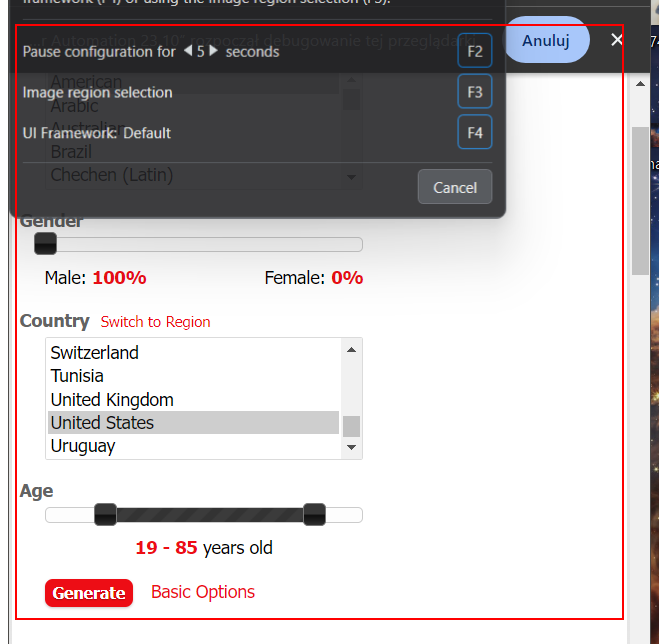 framework (F4) or using the image region selection (F3).
r Automation 23.10" rozpoczął debugowanie tej przeglądarki
Anuluj
Pause configuration for 5 seconds
F2
American
Image region selection
F3
Arabic
Australian
UI Framework: Default
F4
Brazil
Chechen (Latin)
Cancel
Gender
Male: 100%
Female: 0%
Country Switch to Region
Switzerland
Tunisia
United Kingdom
United States
Uruguay
Age
19 - 85 years old
Generate
Basic Options